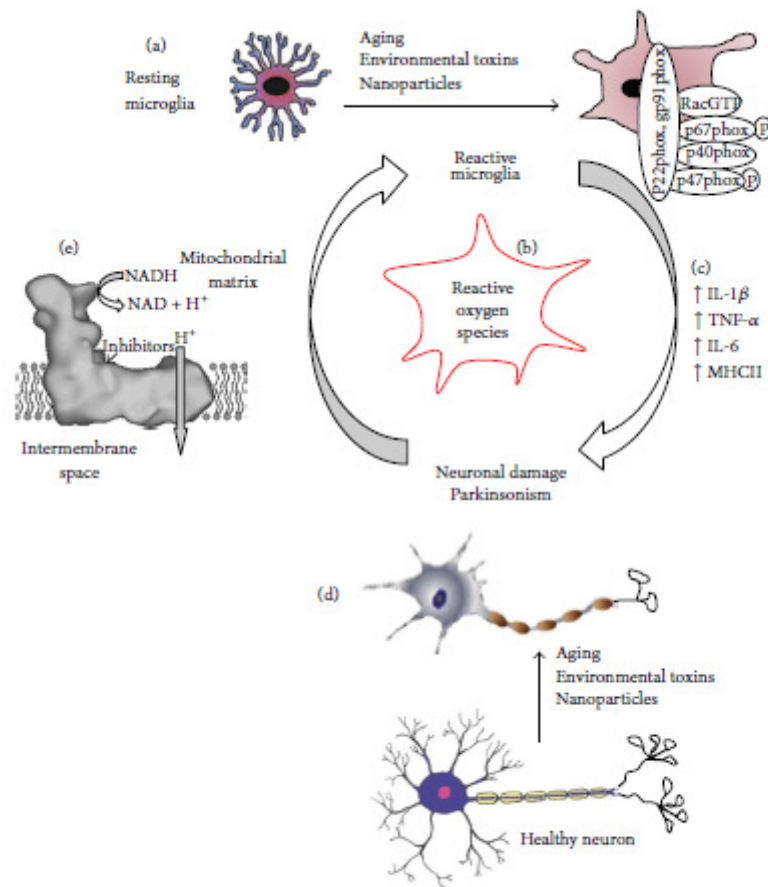 (a)
Resting
microglia
Aging
Environmental toxins
Nanoparticles
P22phox, gp91phox
RacGTP
p67phox
P
p40phox
p47phox
P
Reactive
microglia
(b)
Reactive
oxygen
species
(c)
↑ IL-1β
↑ TNF-α
↑ IL-6
↑ MHCII
(e)
Mitochondrial
matrix
NADH
NAD + H⁺
Inhibitors
H⁺
Intermembrane
space
Neuronal damage
Parkinsonism
(d)
Aging
Environmental toxins
Nanoparticles
Healthy neuron